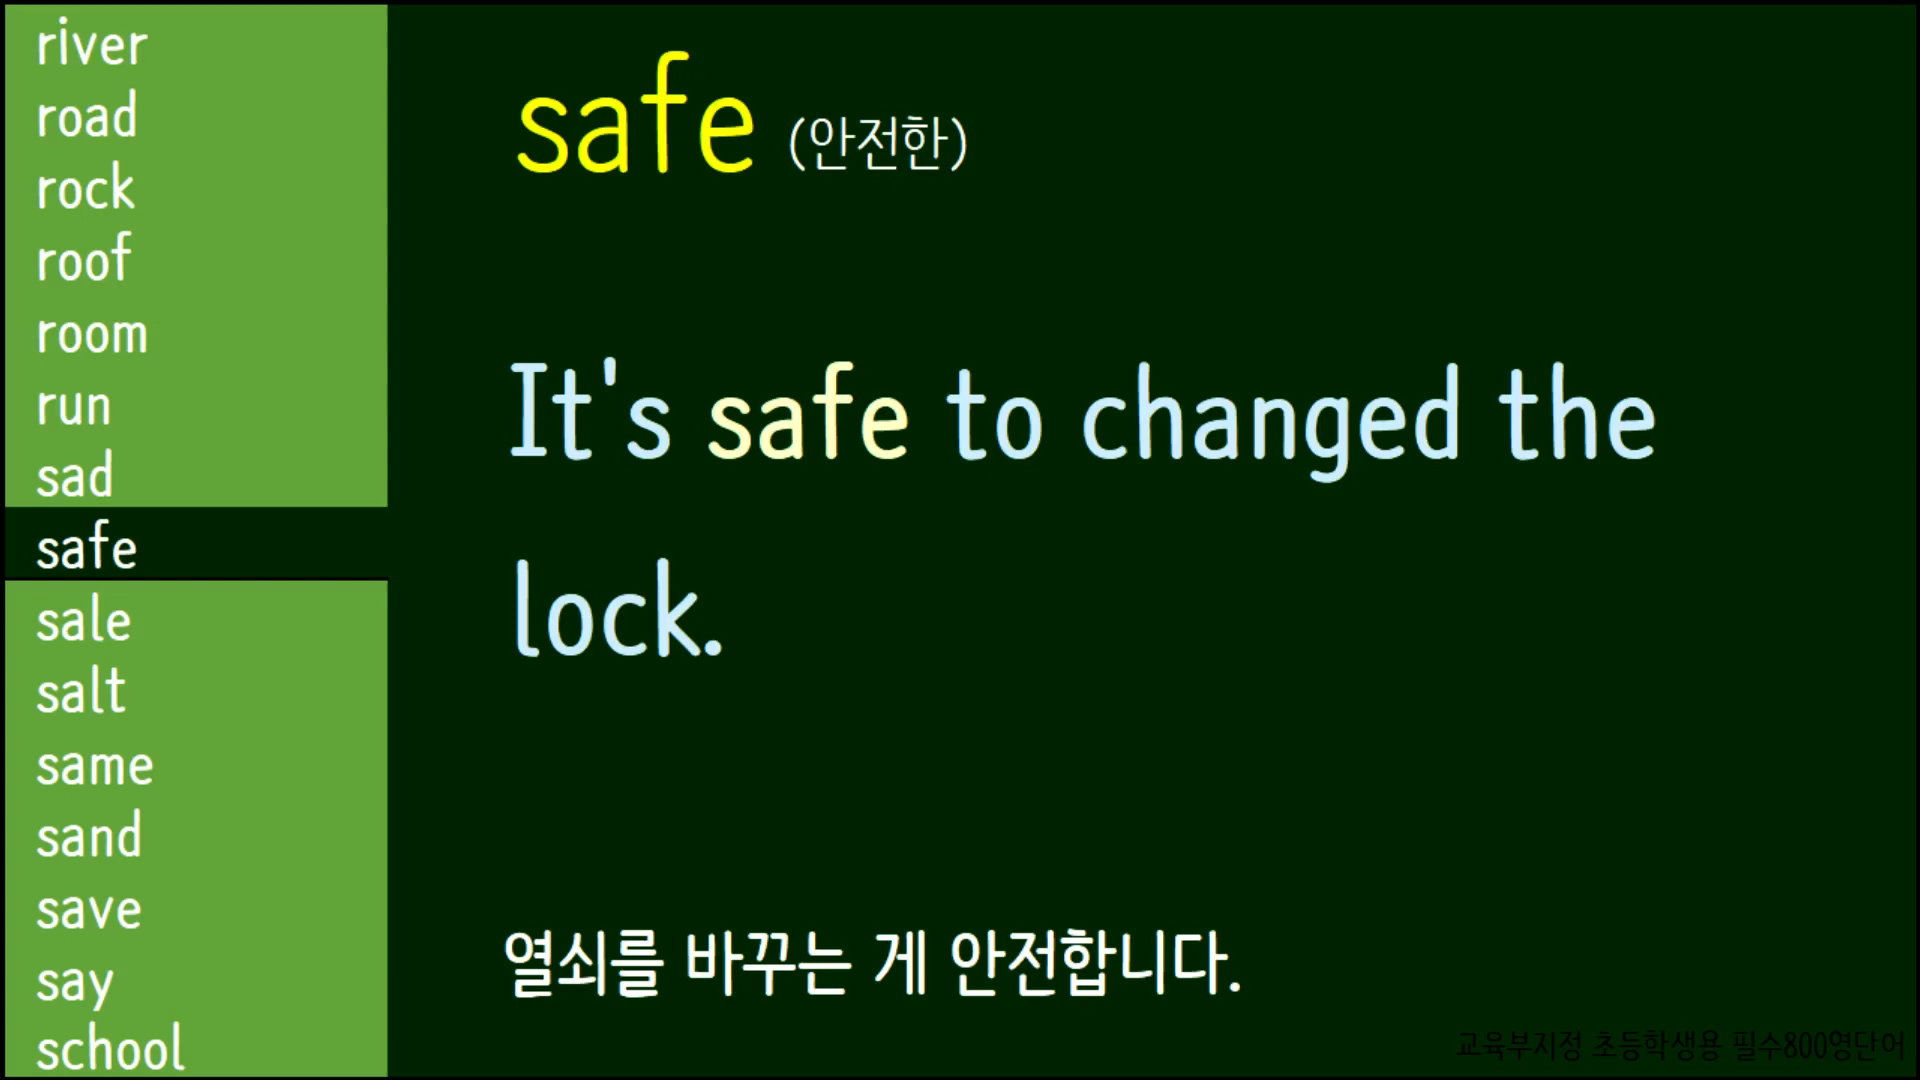 river
road
rock
roof
room
run
sad
safe
sale
salt
same
sand
save
say
school
safe (안전한)
It's safe to changed the
lock.
열쇠를 바꾸는 게 안전합니다.
교육부지정 초등학생용 필수800영단어